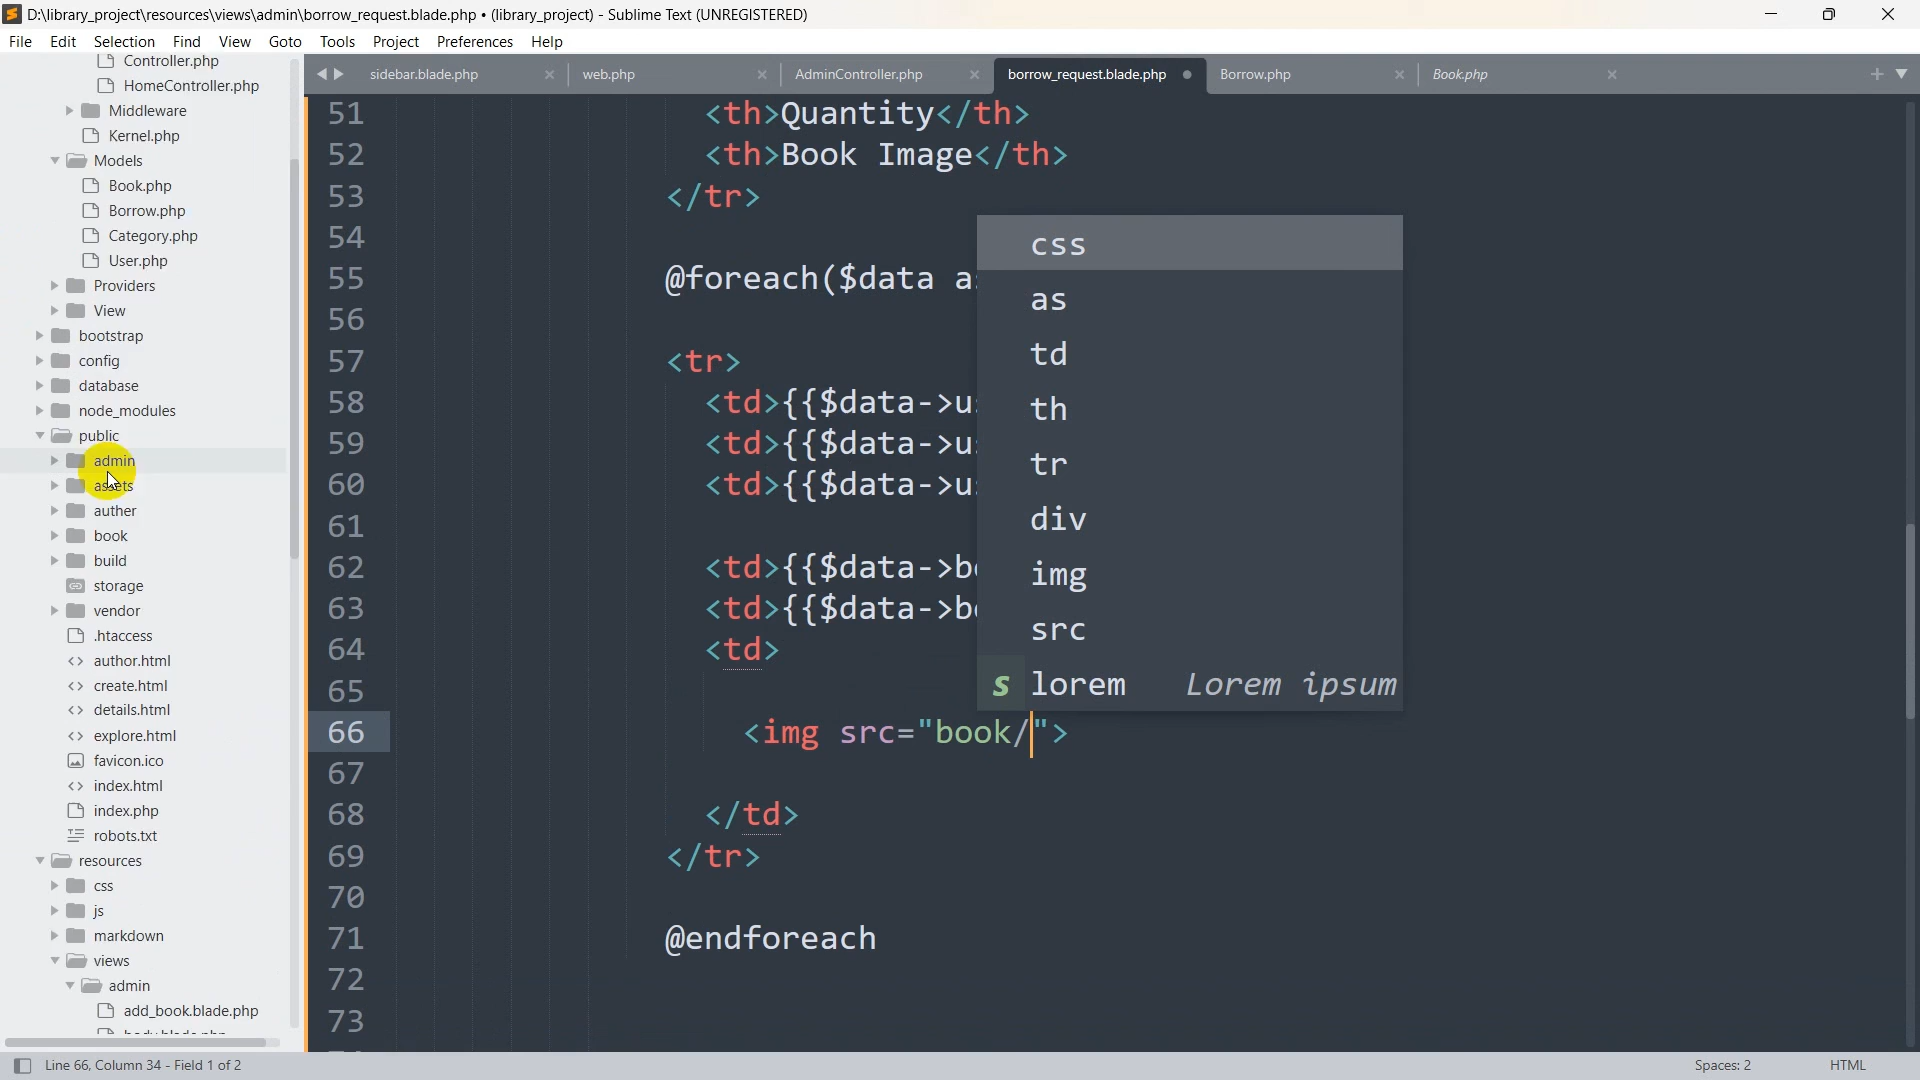 D:\library_project\resources\views\admin\borrow_request.blade.php • (library_project) - Sublime Text (UNREGISTERED)
File Edit Selection Find View Goto Tools Project Preferences Help
Controller.php
HomeController.php
Middleware
Kernel.php
Models
Book.php
Borrow.php
Category.php
User.php
Providers
View
bootstrap
config
database
node_modules
public
admin
assets
auther
book
build
storage
vendor
.htaccess
author.html
create.html
details.html
explore.html
favicon.ico
index.html
index.php
robots.txt
resources
css
js
markdown
views
admin
add_book.blade.php
sidebar.blade.php web.php AdminController.php borrow_request.blade.php Borrow.php Book.php
51 <th>Quantity</th>
52 <th>Book Image</th>
53 </tr>
54
55 @foreach($data as
56
57 <tr>
58 <td>{{$data->u
59 <td>{{$data->u
60 <td>{{$data->u
61
62 <td>{{$data->b
63 <td>{{$data->b
64 <td>
65
66 <img src="book/">
67
68 </td>
69 </tr>
70
71 @endforeach
72
73
css
as
td
th
tr
div
img
src
s lorem Lorem ipsum
Line 66, Column 34 - Field 1 of 2 Spaces: 2 HTML